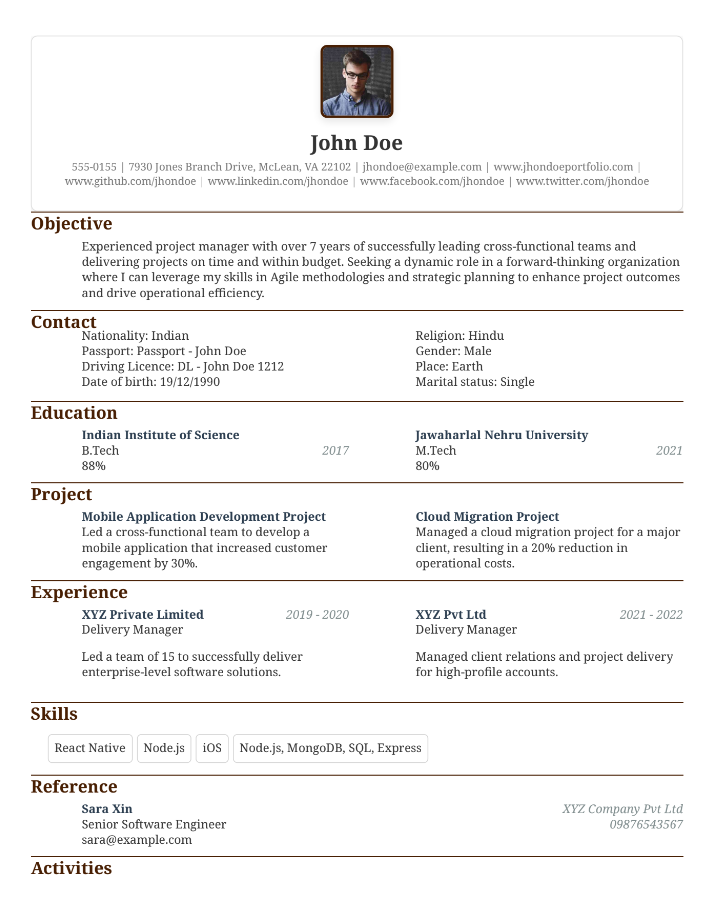 John Doe
555-0155 | 7930 Jones Branch Drive, McLean, VA 22102 | jhondoe@example.com | www.jhondoeportfolio.com |
www.github.com/jhondoe | www.linkedin.com/jhondoe | www.facebook.com/jhondoe | www.twitter.com/jhondoe
Objective
Experienced project manager with over 7 years of successfully leading cross-functional teams and
delivering projects on time and within budget. Seeking a dynamic role in a forward-thinking organization
where I can leverage my skills in Agile methodologies and strategic planning to enhance project outcomes
and drive operational efficiency.
Contact
Nationality: Indian
Passport: Passport - John Doe
Driving Licence: DL - John Doe 1212
Date of birth: 19/12/1990
Religion: Hindu
Gender: Male
Place: Earth
Marital status: Single
Education
Indian Institute of Science
B.Tech 2017
88%
Jawaharlal Nehru University
M.Tech 2021
80%
Project
Mobile Application Development Project
Led a cross-functional team to develop a
mobile application that increased customer
engagement by 30%.
Cloud Migration Project
Managed a cloud migration project for a major
client, resulting in a 20% reduction in
operational costs.
Experience
XYZ Private Limited 2019 - 2020
Delivery Manager
Led a team of 15 to successfully deliver
enterprise-level software solutions.
XYZ Pvt Ltd 2021 - 2022
Delivery Manager
Managed client relations and project delivery
for high-profile accounts.
Skills
React Native Node.js iOS Node.js, MongoDB, SQL, Express
Reference
Sara Xin XYZ Company Pvt Ltd
Senior Software Engineer 09876543567
sara@example.com
Activities